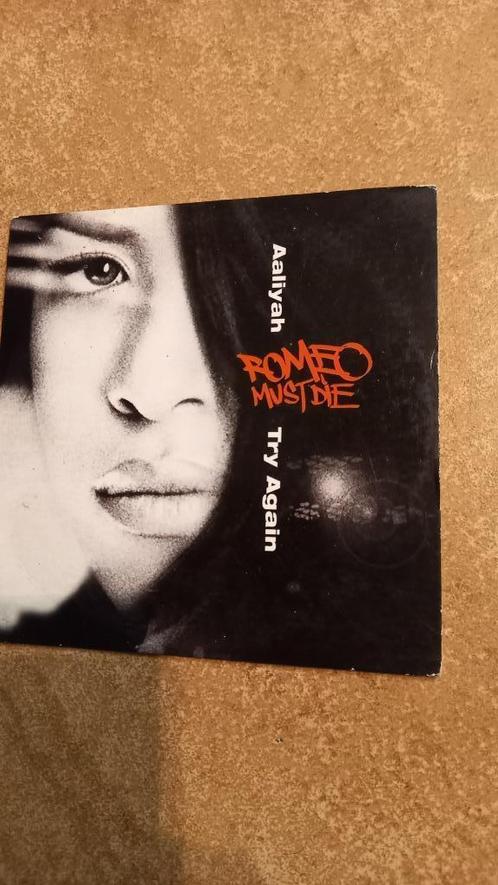 Aaliyah
ROMEO
MUST DIE
Try Again